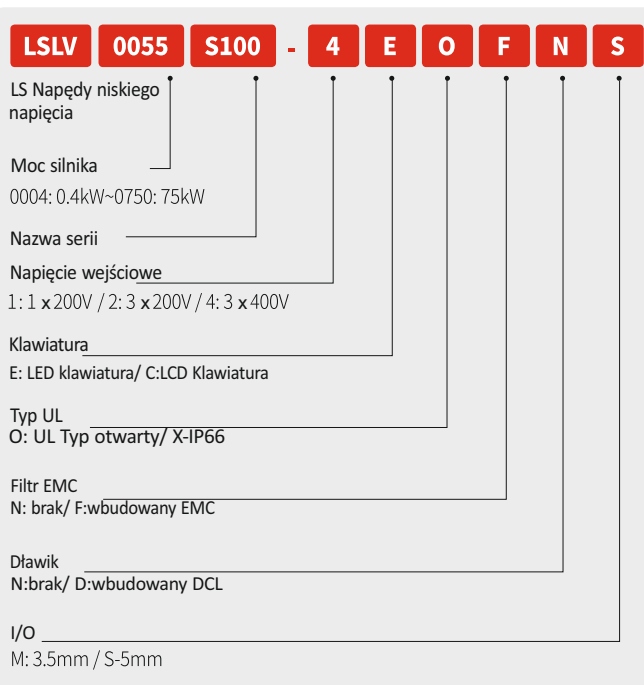 LSLV 0055 S100 - 4 E O F N S
LS Napędy niskiego
napięcia
Moc silnika
0004: 0.4kW~0750: 75kW
Nazwa serii
Napięcie wejściowe
1: 1 x 200V / 2: 3 x 200V / 4: 3 x 400V
Klawiatura
E: LED klawiatura/ C:LCD Klawiatura
Typ UL
O: UL Typ otwarty/ X-IP66
Filtr EMC
N: brak/ F:wbudowany EMC
Dławik
N:brak/ D:wbudowany DCL
I/O
M: 3.5mm / S-5mm